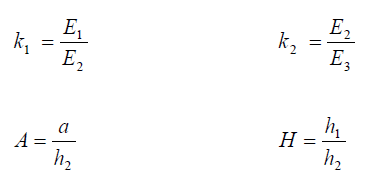 k₁ = E₁/E₂    k₂ = E₂/E₃
A = a/h₂    H = h₁/h₂